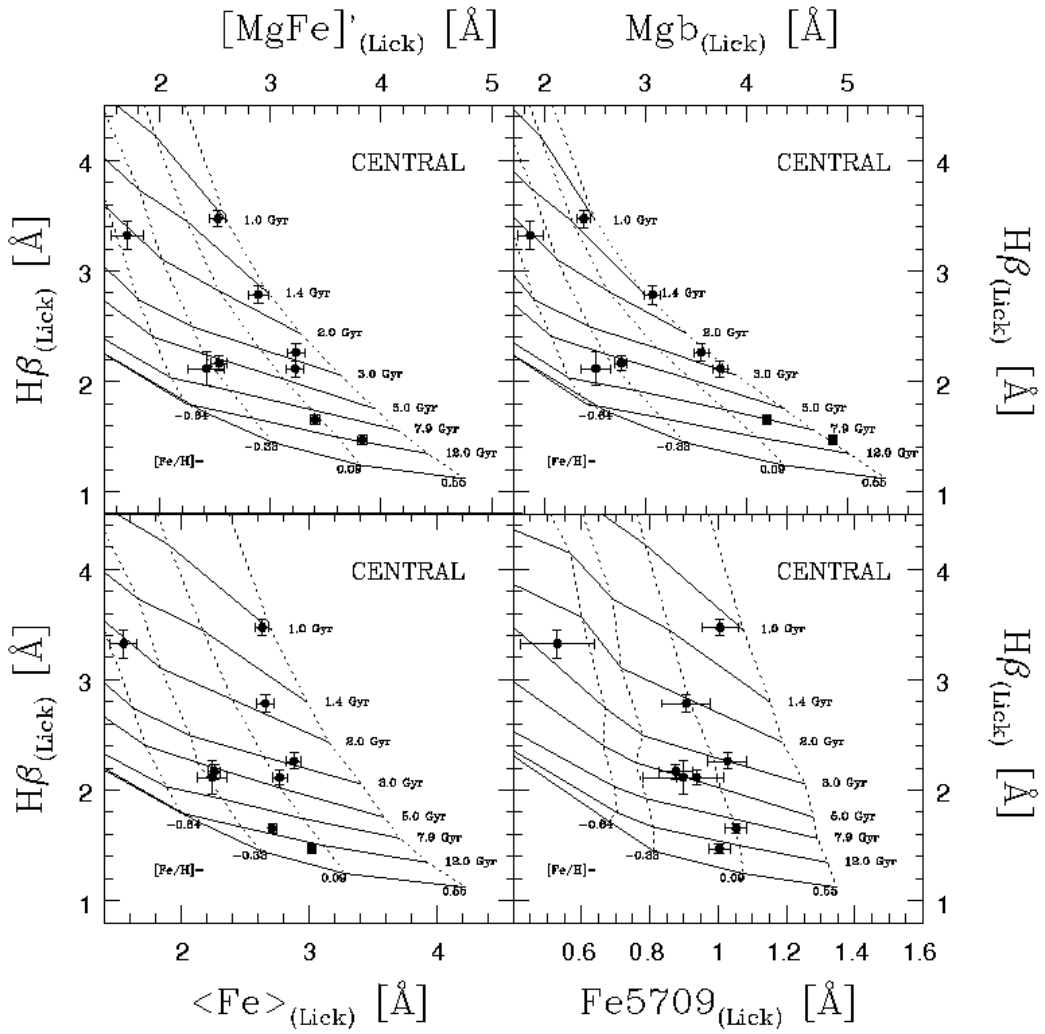 [MgFe]'(Lick) [Å] Mgb(Lick) [Å]
2 3 4 5 2 3 4 5
CENTRAL CENTRAL
4 4
3 3
2 2
1 1
Hβ(Lick) [Å] Hβ(Lick) [Å]
1.0 Gyr 1.0 Gyr
1.4 Gyr 1.4 Gyr
2.0 Gyr 2.0 Gyr
3.0 Gyr 3.0 Gyr
5.0 Gyr 5.0 Gyr
7.9 Gyr 7.9 Gyr
12.0 Gyr 12.0 Gyr
-0.64 -0.64
-0.33 -0.33
[Fe/H]= [Fe/H]=
0.09 0.09
0.55 0.55
CENTRAL CENTRAL
4 4
3 3
2 2
1 1
Hβ(Lick) [Å] Hβ(Lick) [Å]
1.0 Gyr 1.0 Gyr
1.4 Gyr 1.4 Gyr
2.0 Gyr 2.0 Gyr
3.0 Gyr 3.0 Gyr
5.0 Gyr 5.0 Gyr
7.9 Gyr 7.9 Gyr
12.0 Gyr 12.0 Gyr
-0.64 -0.64
-0.33 -0.33
[Fe/H]= [Fe/H]=
0.09 0.09
0.55 0.55
2 3 4 0.6 0.8 1 1.2 1.4 1.6
<Fe>(Lick) [Å] Fe5709(Lick) [Å]